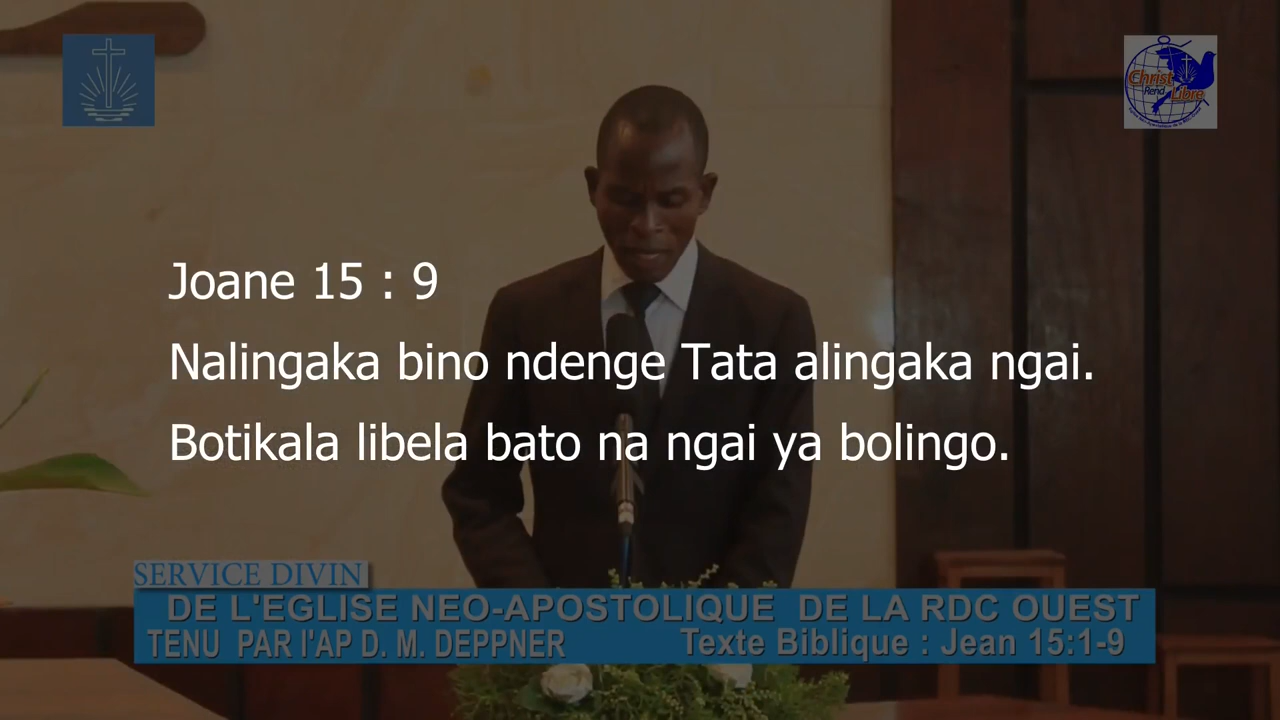 Christ
Rend
Libre
Joane 15 : 9
Nalingaka bino ndenge Tata alingaka ngai.
Botikala libela bato na ngai ya bolingo.
SERVICE DIVIN
DE L'EGLISE NEO-APOSTOLIQUE DE LA RDC OUEST
TENU PAR l'AP D. M. DEPPNER Texte Biblique : Jean 15:1-9